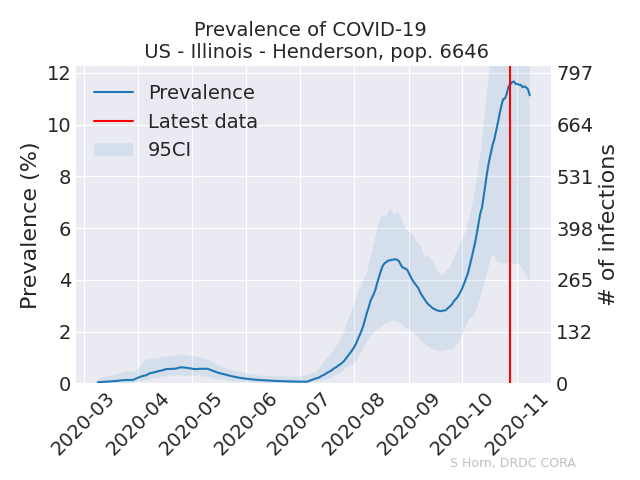 Prevalence of COVID-19
US - Illinois - Henderson, pop. 6646
Prevalence
Latest data
95CI
Prevalence (%)
12
10
8
6
4
2
0
797
664
531
398
265
132
0
# of infections
2020-03
2020-04
2020-05
2020-06
2020-07
2020-08
2020-09
2020-10
2020-11
S Horn, DRDC CORA